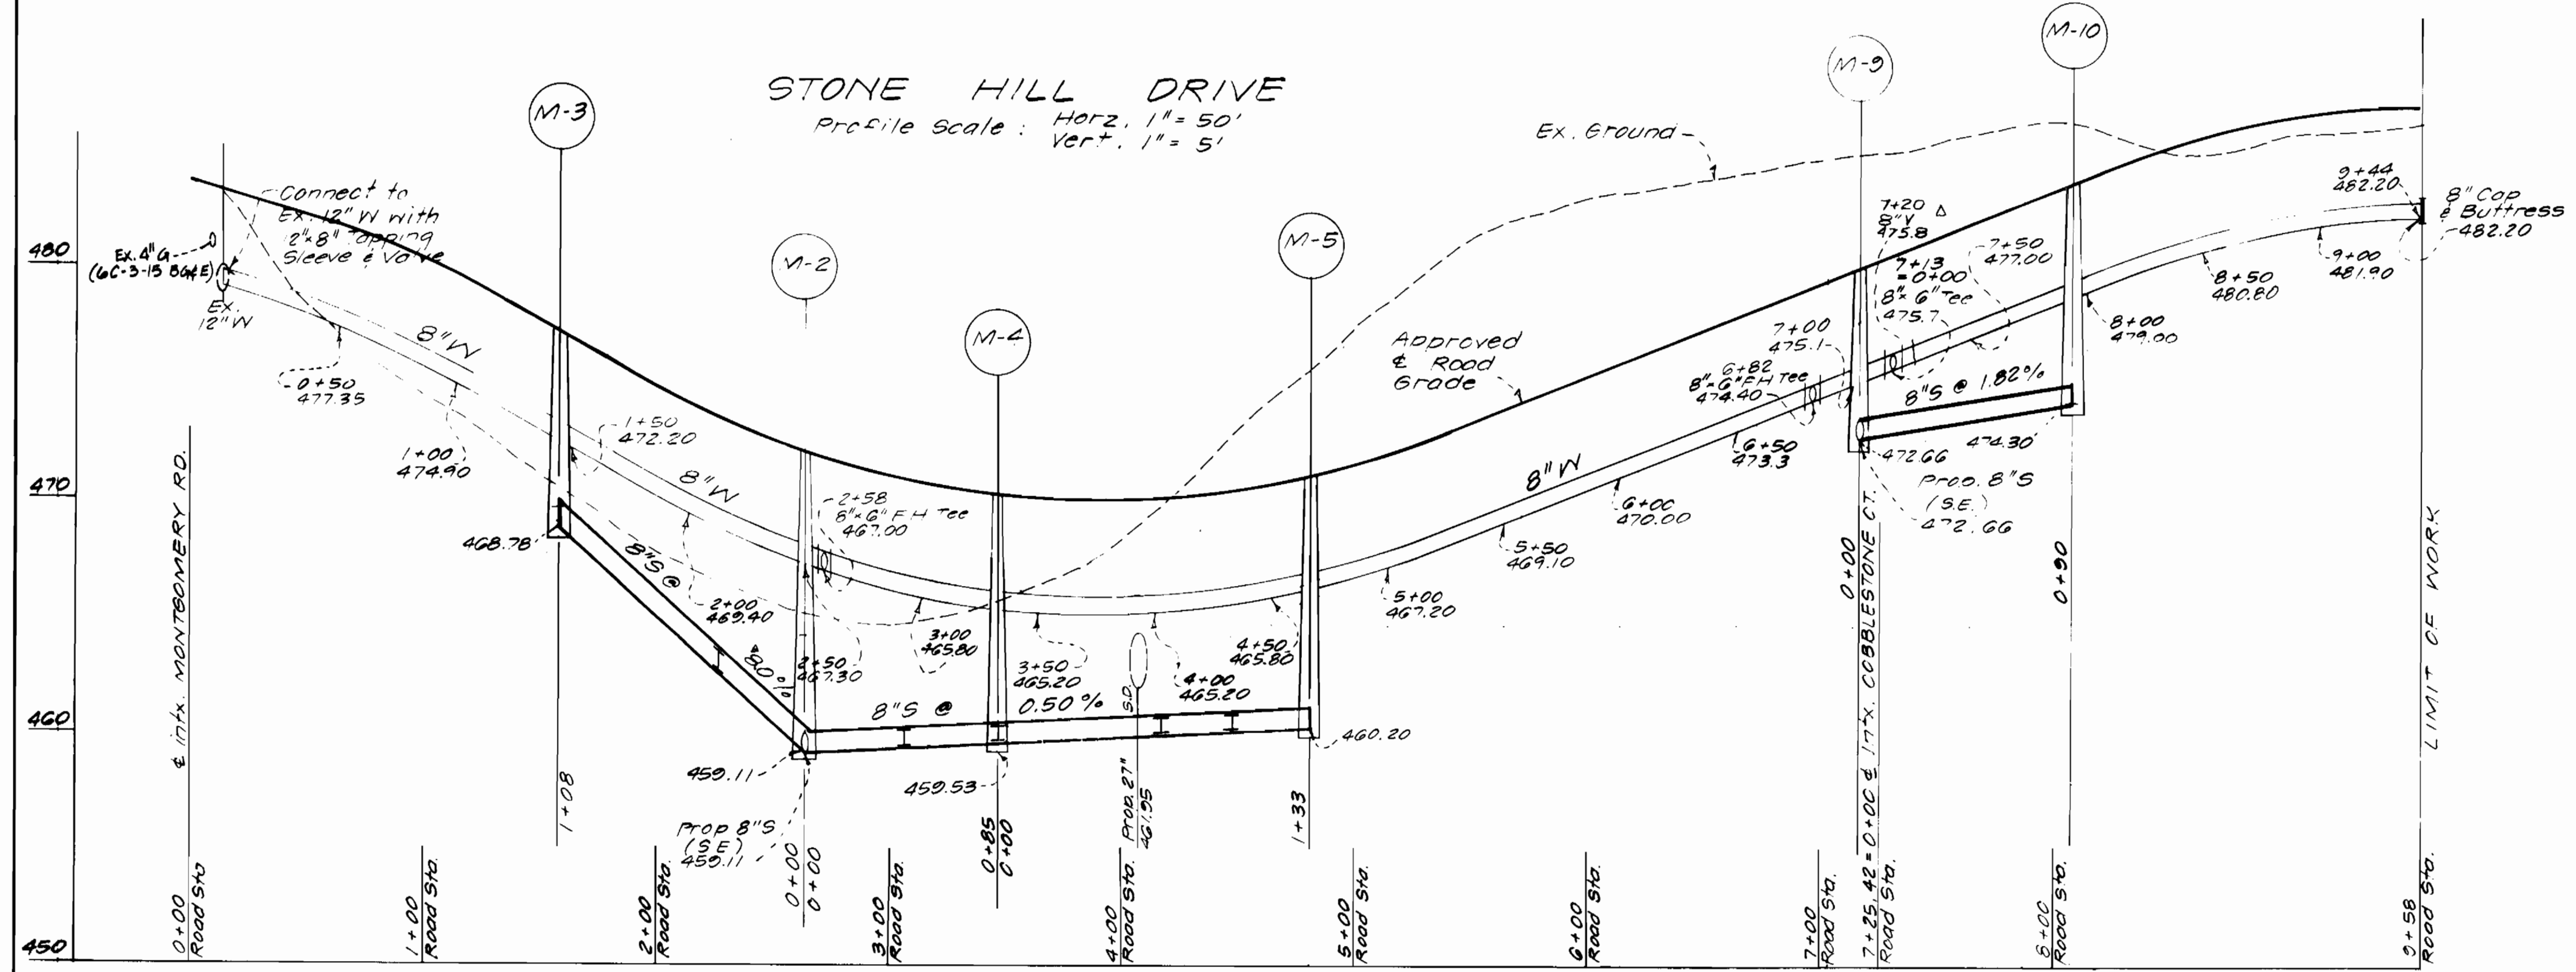 STONE HILL DRIVE
Profile Scale : Horz. 1" = 50'
Vert. 1" = 5'
M-3
M-2
M-4
M-5
M-9
M-10
480
470
460
450
Connect to
Ex. 12" W with
12"x8" Tapping
Sleeve & Valve
Ex. 4" G
(6C-3-15 BG&E)
Ex.
12" W
8"W
0+50
477.35
1+00
474.90
1+50
472.20
8"W
2+58
8"x6" F.H Tee
467.00
468.78
8"S @
8.0%
2+00
469.40
2+50
467.30
3+00
465.80
3+50
465.20
4+00
465.20
4+50
465.80
8"S @ 0.50 %
459.11
459.53
460.20
Prop 8"S
(S.E)
459.11
Prop. 27" S.D.
461.95
Ex. Ground
Approved
℄ Road
Grade
5+00
467.20
5+50
469.10
8"W
6+00
470.00
6+50
473.3
6+82
8"x6" F.H Tee
474.40
7+00
475.1
7+20 Δ
8"V
475.8
7+13
= 0+00
8"x 6" Tee
475.7
7+50
477.00
8"S @ 1.82%
472.66
474.30
Prop. 8"S
(S.E.)
472.66
8+00
479.00
8+50
480.80
9+00
481.90
9+44
482.20
8" Cap
& Buttress
482.20
℄ Intx. MONTGOMERY RD.
1+08
0+00
0+00
0+85
0+00
1+33
0+00
7+25.42 = 0+00 ℄ Intx. COBBLESTONE CT.
Road Sta.
0+90
LIMIT OF WORK
0+00
Road Sta
1+00
Road Sta.
2+00
Road Sta.
3+00
Road Sta.
4+00
Road Sta.
5+00
Road Sta.
6+00
Road Sta.
7+00
Road Sta.
8+00
Road Sta.
9+58
Road Sta.